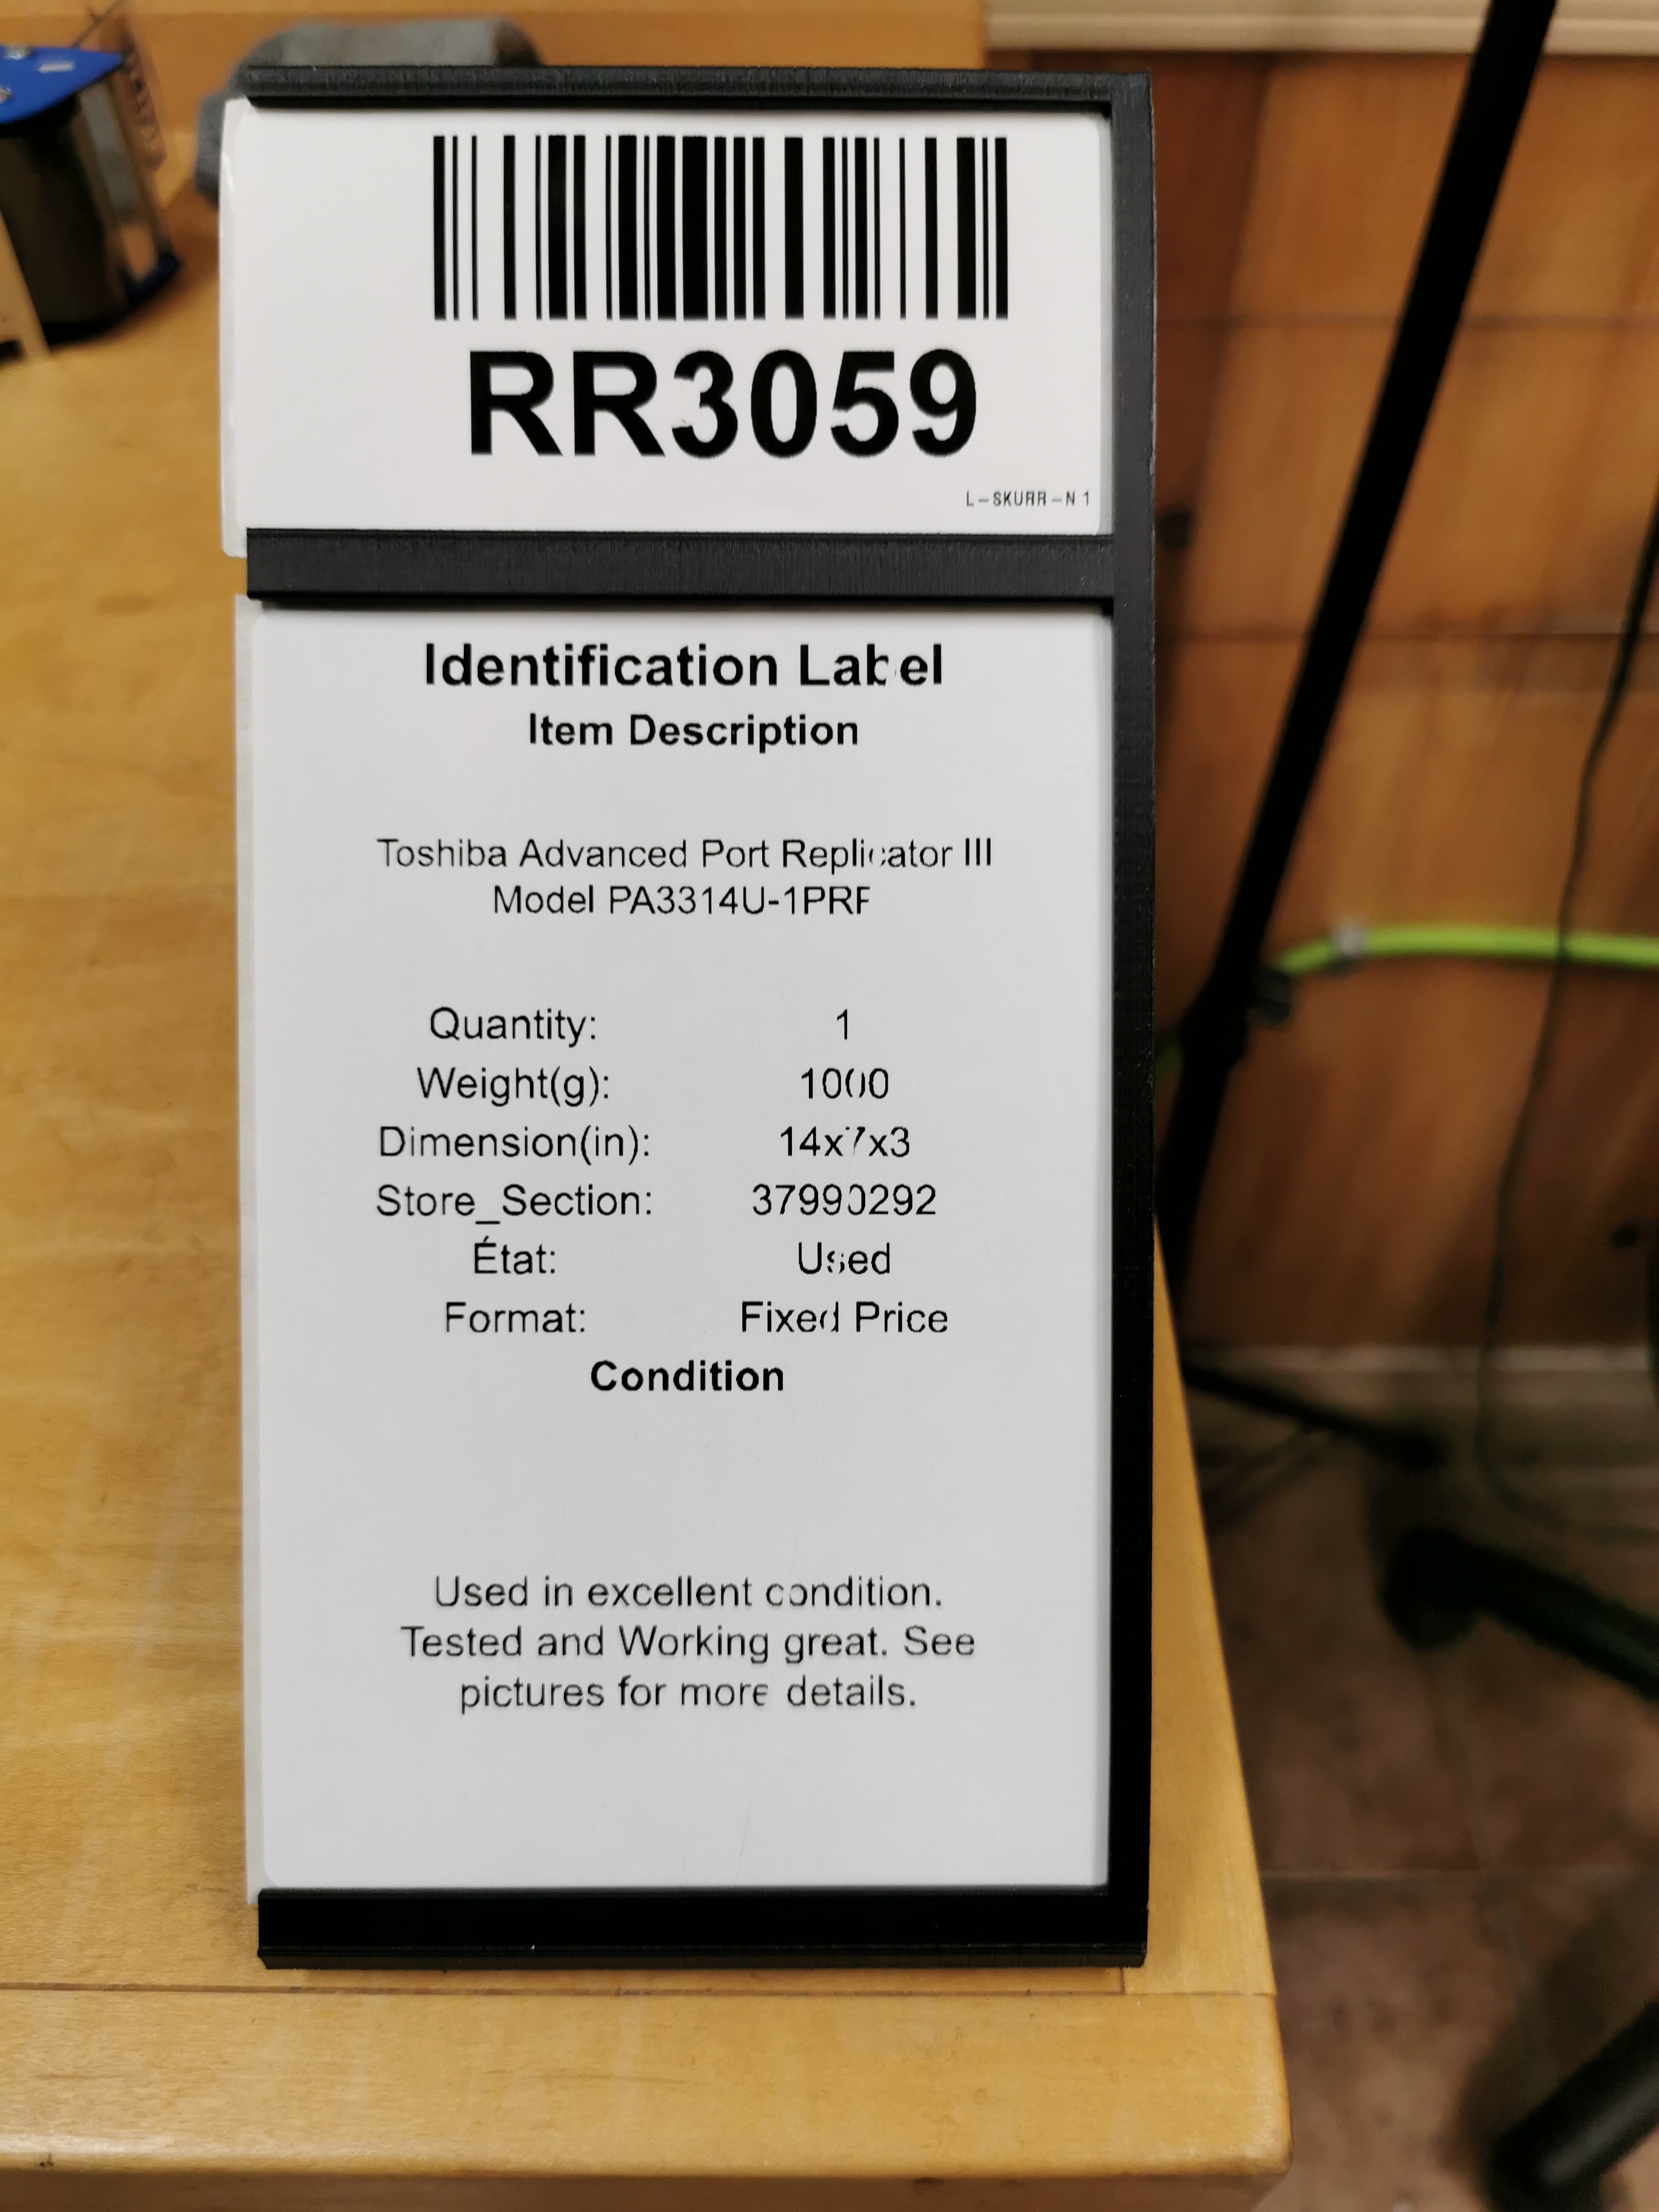 RR3059
L-SKURR-N 1
Identification Label
Item Description
Toshiba Advanced Port Replicator III
Model PA3314U-1PRP
Quantity: 1
Weight(g): 1000
Dimension(in): 14x7x3
Store_Section: 37990292
État: Used
Format: Fixed Price
Condition
Used in excellent condition.
Tested and Working great. See
pictures for more details.